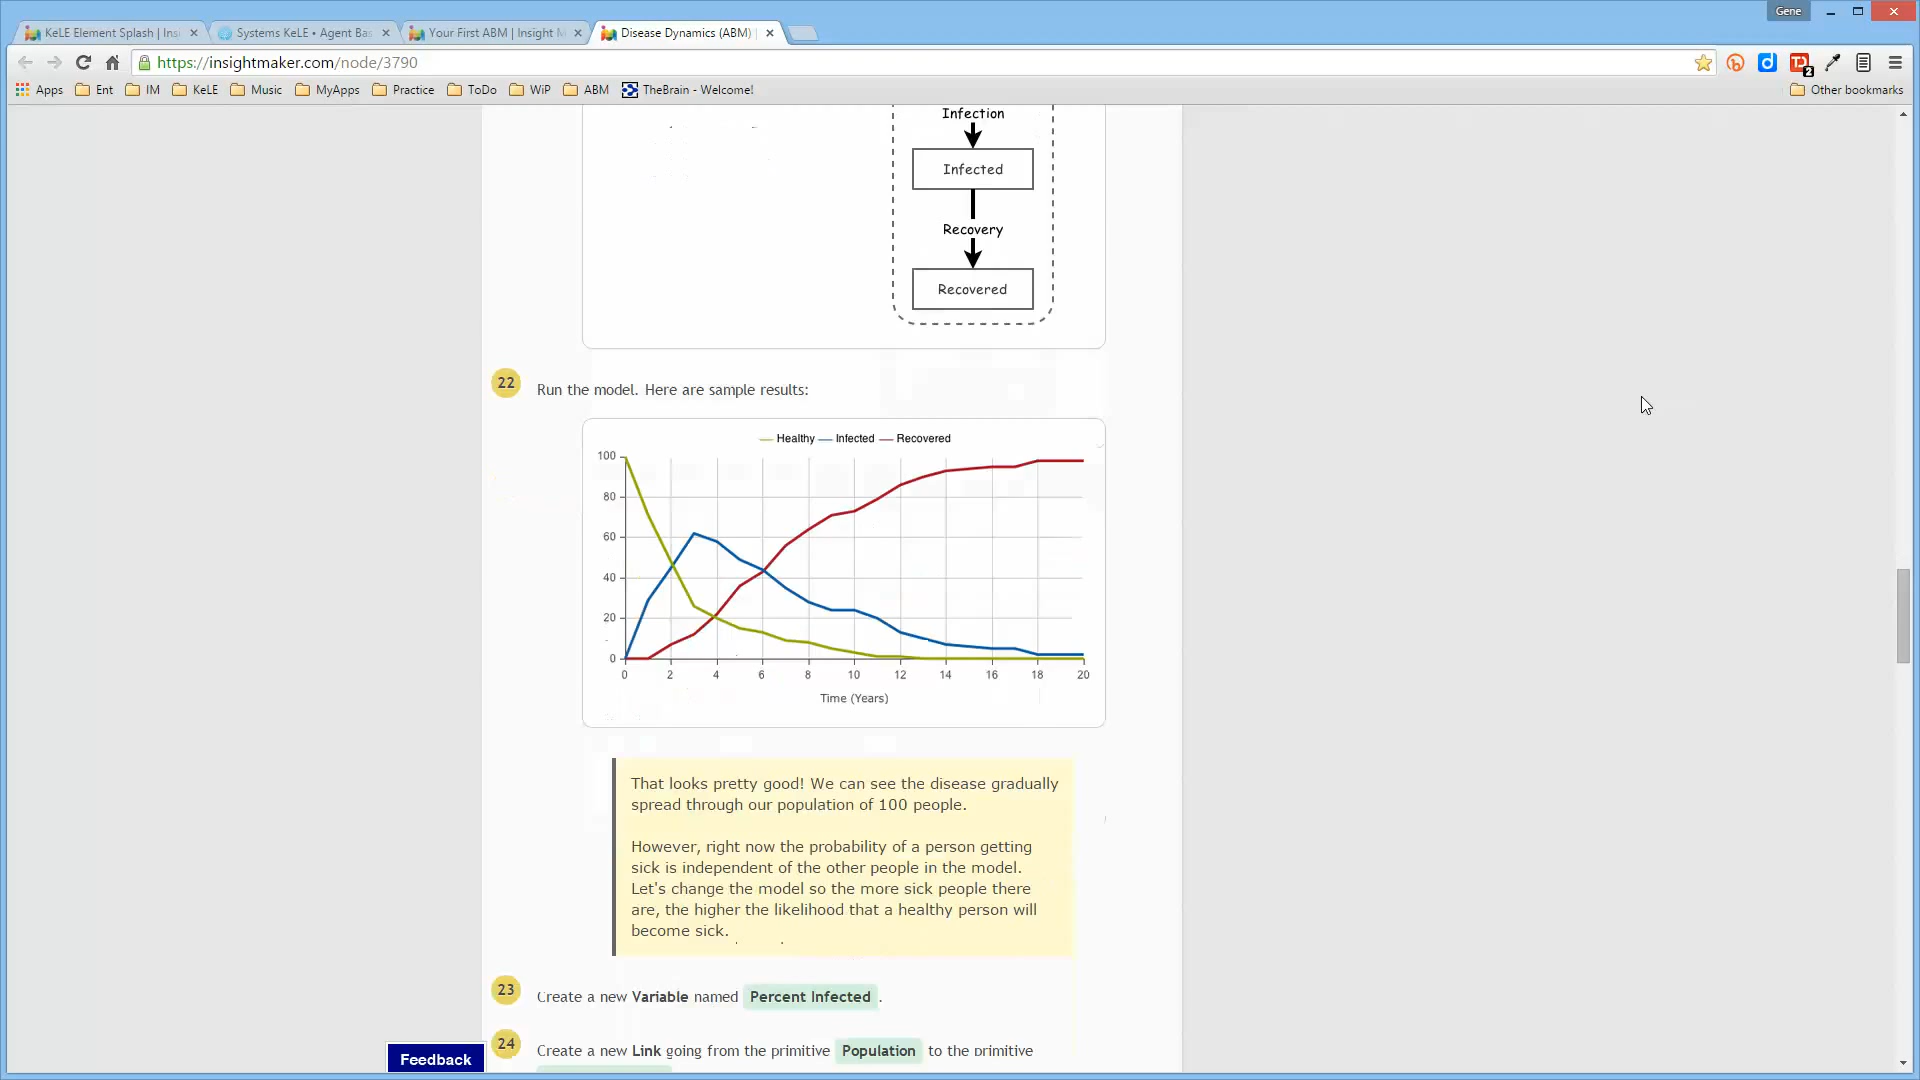 Gene
KeLE Element Splash | Insi
Systems KeLE • Agent Bas
Your First ABM | Insight M
Disease Dynamics (ABM) |
https://insightmaker.com/node/3790
2
Apps
Ent
IM
KeLE
Music
MyApps
Practice
ToDo
WiP
ABM
TheBrain - Welcome!
Other bookmarks
Infection
Infected
Recovery
Recovered
22
Run the model. Here are sample results:
Healthy Infected Recovered
100
80
60
40
20
0
0 2 4 6 8 10 12 14 16 18 20
Time (Years)
That looks pretty good! We can see the disease gradually
spread through our population of 100 people.
However, right now the probability of a person getting
sick is independent of the other people in the model.
Let's change the model so the more sick people there
are, the higher the likelihood that a healthy person will
become sick.
23
Create a new Variable named Percent Infected .
24
Create a new Link going from the primitive Population to the primitive
Feedback